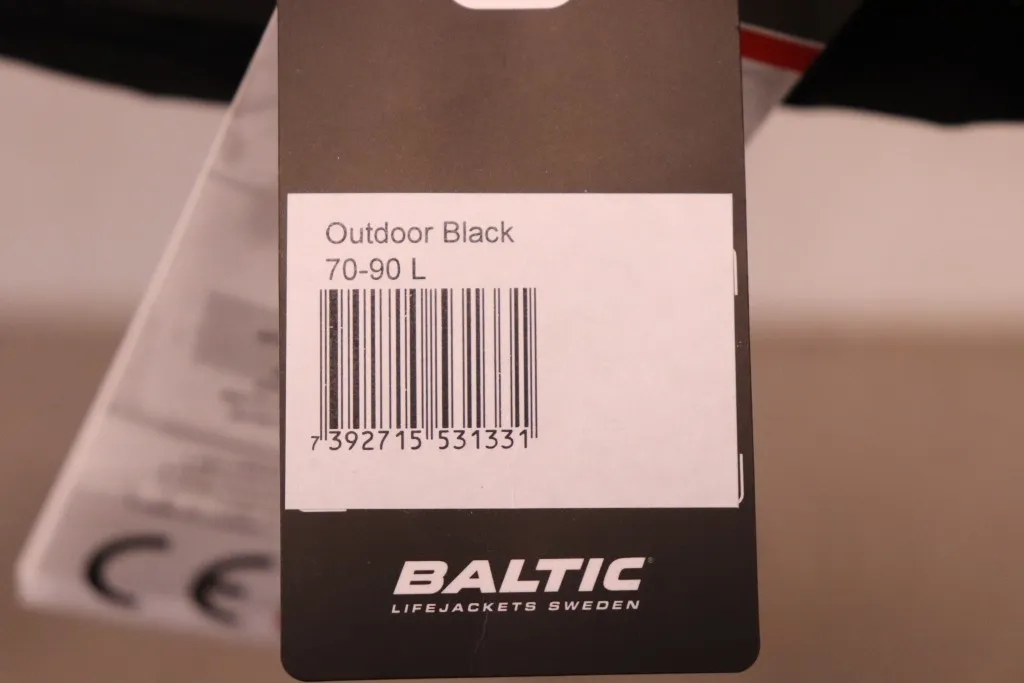 Outdoor Black
70-90 L
7 392715 531331
BALTIC®
LIFEJACKETS SWEDEN
CE